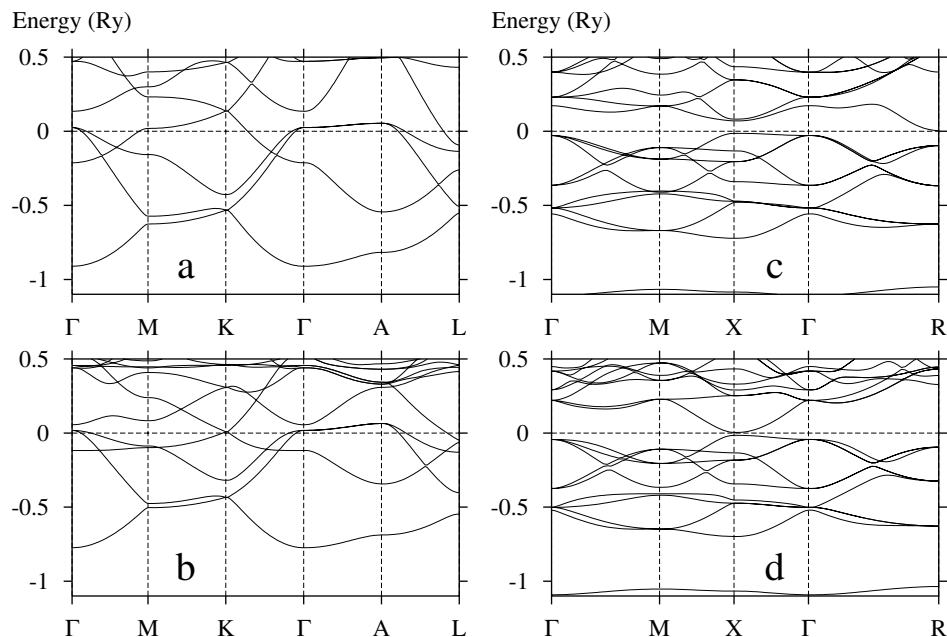 Energy (Ry) Energy (Ry)
0.5 0.5
0 0
-0.5 -0.5
-1 -1
a c
Γ M K Γ A L Γ M X Γ R
0.5 0.5
0 0
-0.5 -0.5
-1 -1
b d
Γ M K Γ A L Γ M X Γ R